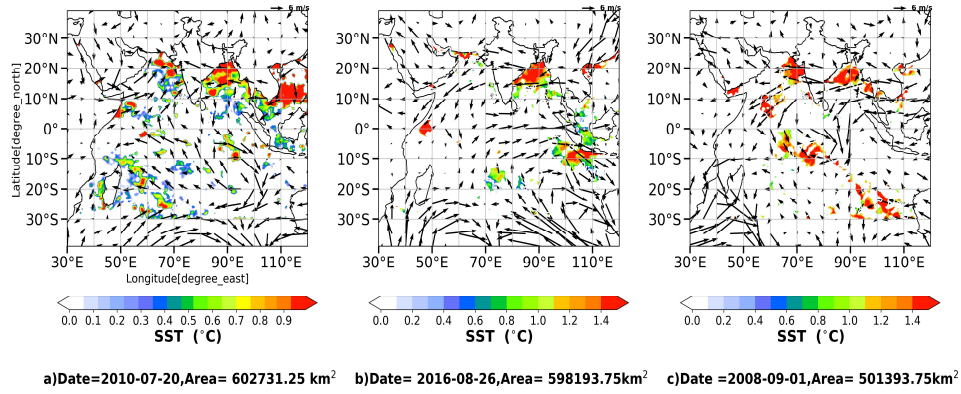 6 m/s
6 m/s
6 m/s
30°N
20°N
10°N
0°
10°S
20°S
30°S
Latitude[degree_north]
30°E 50°E 70°E 90°E 110°E
Longitude[degree_east]
30°N
20°N
10°N
0°
10°S
20°S
30°S
30°E 50°E 70°E 90°E 110°E
30°N
20°N
10°N
0°
10°S
20°S
30°S
30°E 50°E 70°E 90°E 110°E
0.0 0.1 0.2 0.3 0.4 0.5 0.6 0.7 0.8 0.9
SST (°C)
0.0 0.2 0.4 0.6 0.8 1.0 1.2 1.4
SST (°C)
0.0 0.2 0.4 0.6 0.8 1.0 1.2 1.4
SST (°C)
a)Date=2010-07-20,Area= 602731.25 km²
b)Date= 2016-08-26,Area= 598193.75km²
c)Date =2008-09-01,Area= 501393.75km²